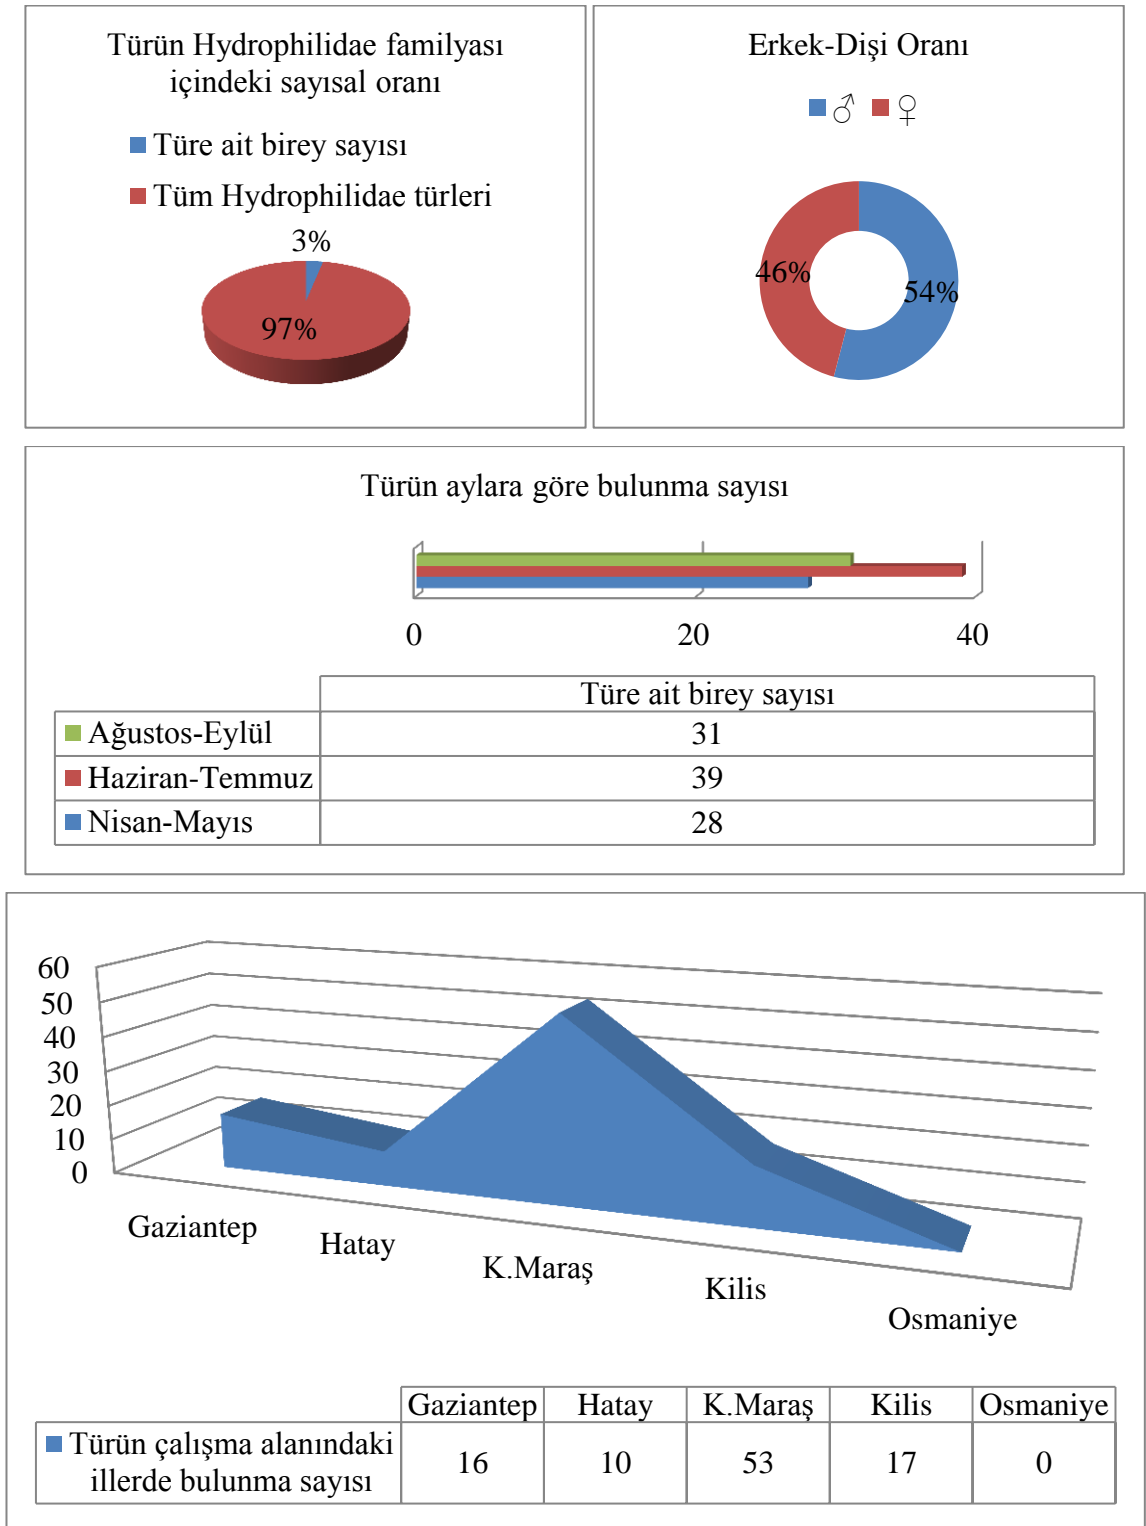 Türün Hydrophilidae familyası
içindeki sayısal oranı
Türe ait birey sayısı
Tüm Hydrophilidae türleri
3%
97%
Erkek-Dişi Oranı
♂ ♀
46%
54%
Türün aylara göre bulunma sayısı
0 20 40
Türe ait birey sayısı
Ağustos-Eylül 31
Haziran-Temmuz 39
Nisan-Mayıs 28
60
50
40
30
20
10
0
Gaziantep
Hatay
K.Maraş
Kilis
Osmaniye
Gaziantep Hatay K.Maraş Kilis Osmaniye
Türün çalışma alanındaki
illerde bulunma sayısı
16 10 53 17 0